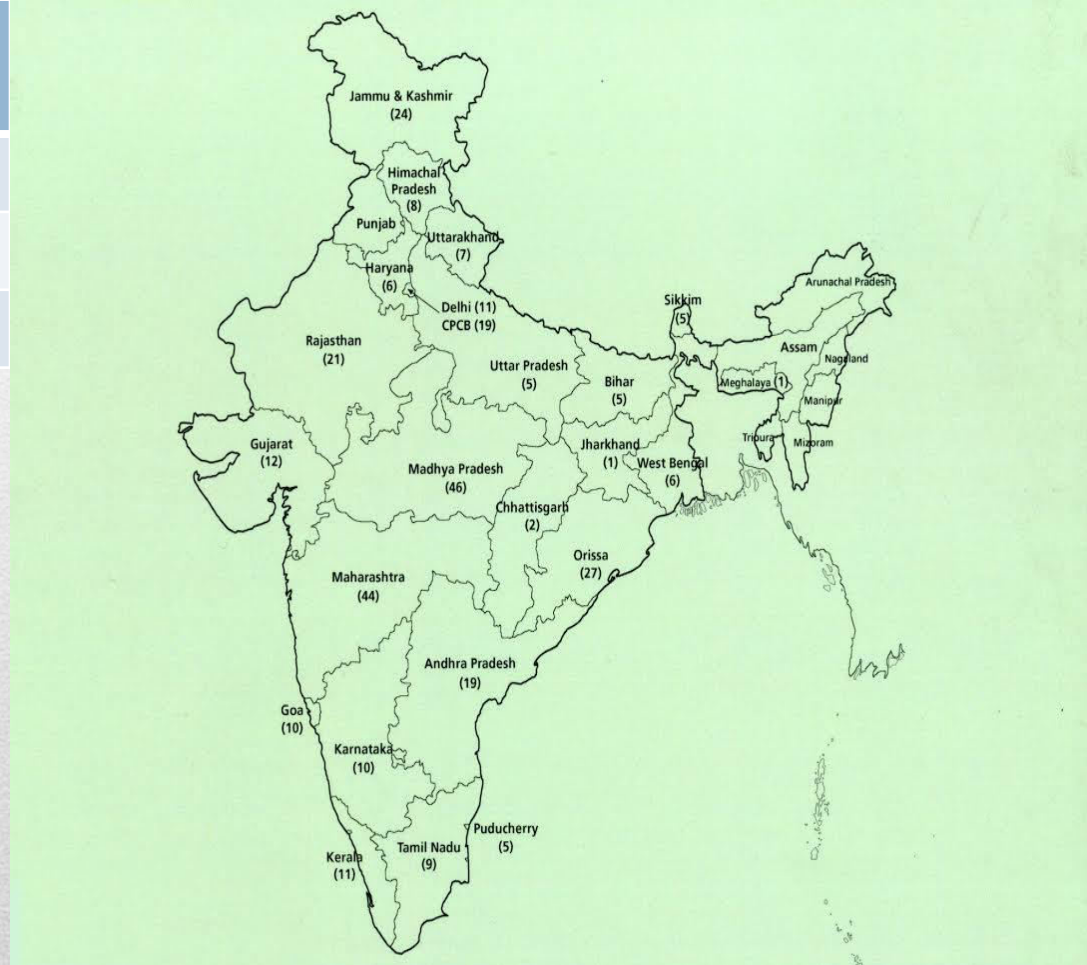 Jammu & Kashmir
(24)
Himachal
Pradesh
(8)
Punjab
Uttarakhand
(7)
Haryana
(6)
Delhi (11)
CPCB (19)
Rajasthan
(21)
Uttar Pradesh
(5)
Bihar
(5)
Sikkim
(5)
Arunachal Pradesh
Assam
Nagaland
Meghalaya (1)
Manipur
Tripura
Mizoram
Gujarat
(12)
Madhya Pradesh
(46)
Jharkhand
(1)
West Bengal
(6)
Chhattisgarh
(2)
Orissa
(27)
Maharashtra
(44)
Andhra Pradesh
(19)
Goa
(10)
Karnataka
(10)
Puducherry
(5)
Tamil Nadu
(9)
Kerala
(11)